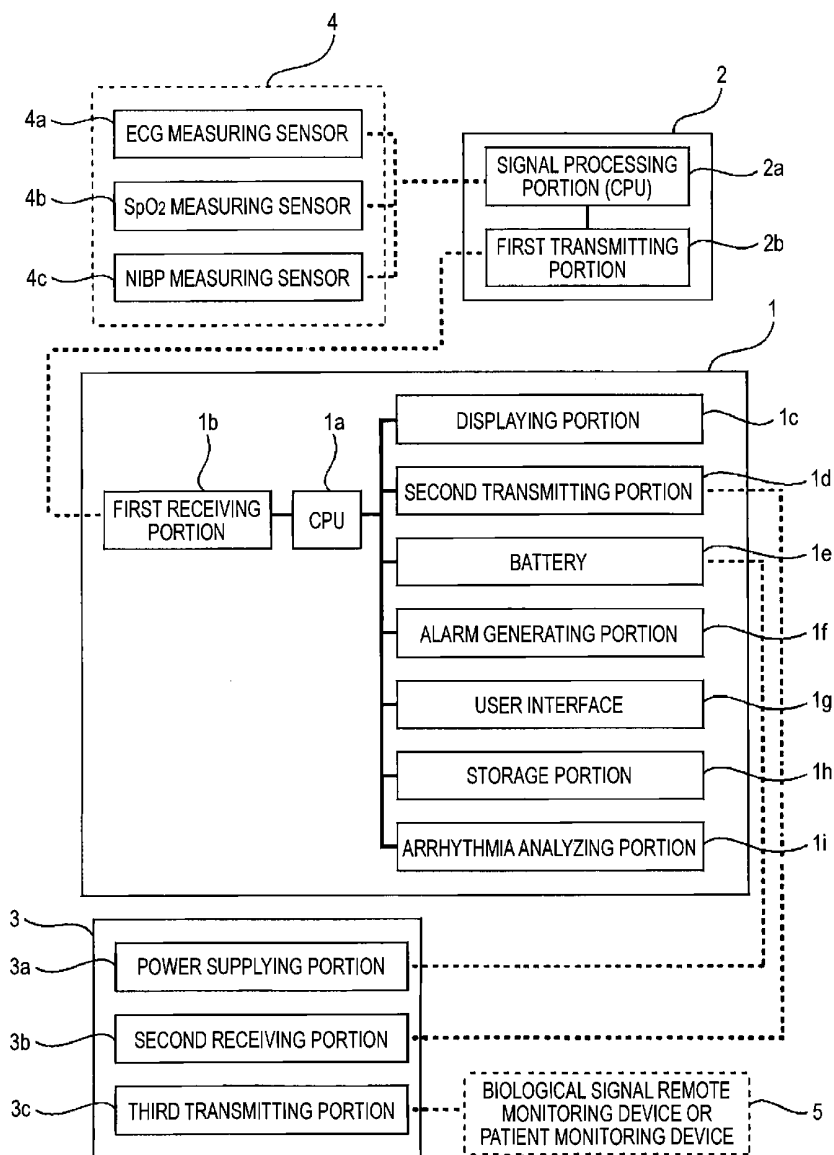 4
4a
ECG MEASURING SENSOR
4b
SpO2 MEASURING SENSOR
4c
NIBP MEASURING SENSOR
2
SIGNAL PROCESSING
PORTION (CPU)
2a
FIRST TRANSMITTING
PORTION
2b
1
1b
FIRST RECEIVING
PORTION
1a
CPU
DISPLAYING PORTION
1c
SECOND TRANSMITTING PORTION
1d
BATTERY
1e
ALARM GENERATING PORTION
1f
USER INTERFACE
1g
STORAGE PORTION
1h
ARRHYTHMIA ANALYZING PORTION
1i
3
3a
POWER SUPPLYING PORTION
3b
SECOND RECEIVING PORTION
3c
THIRD TRANSMITTING PORTION
BIOLOGICAL SIGNAL REMOTE
MONITORING DEVICE OR
PATIENT MONITORING DEVICE
5